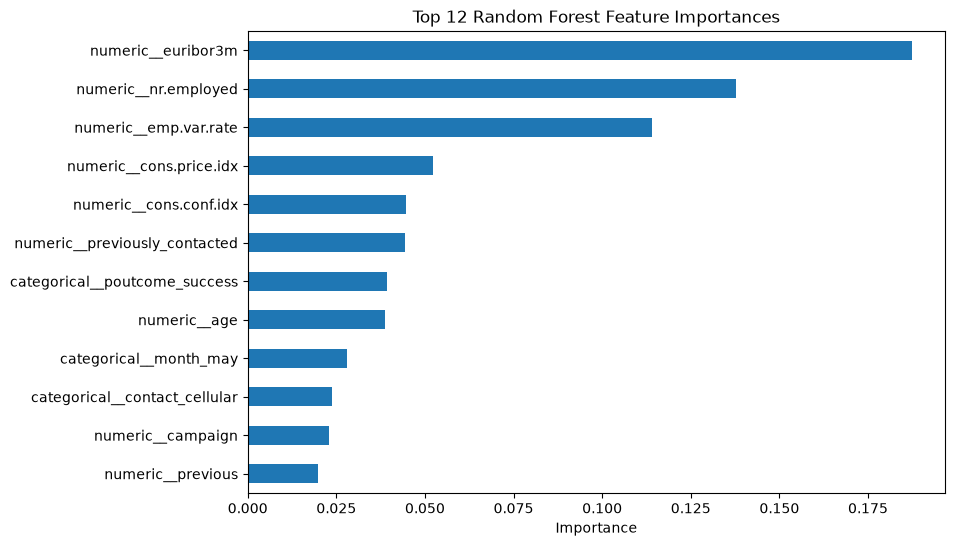 Top 12 Random Forest Feature Importances
numeric__euribor3m
numeric__nr.employed
numeric__emp.var.rate
numeric__cons.price.idx
numeric__cons.conf.idx
numeric__previously_contacted
categorical__poutcome_success
numeric__age
categorical__month_may
categorical__contact_cellular
numeric__campaign
numeric__previous
0.000 0.025 0.050 0.075 0.100 0.125 0.150 0.175
Importance